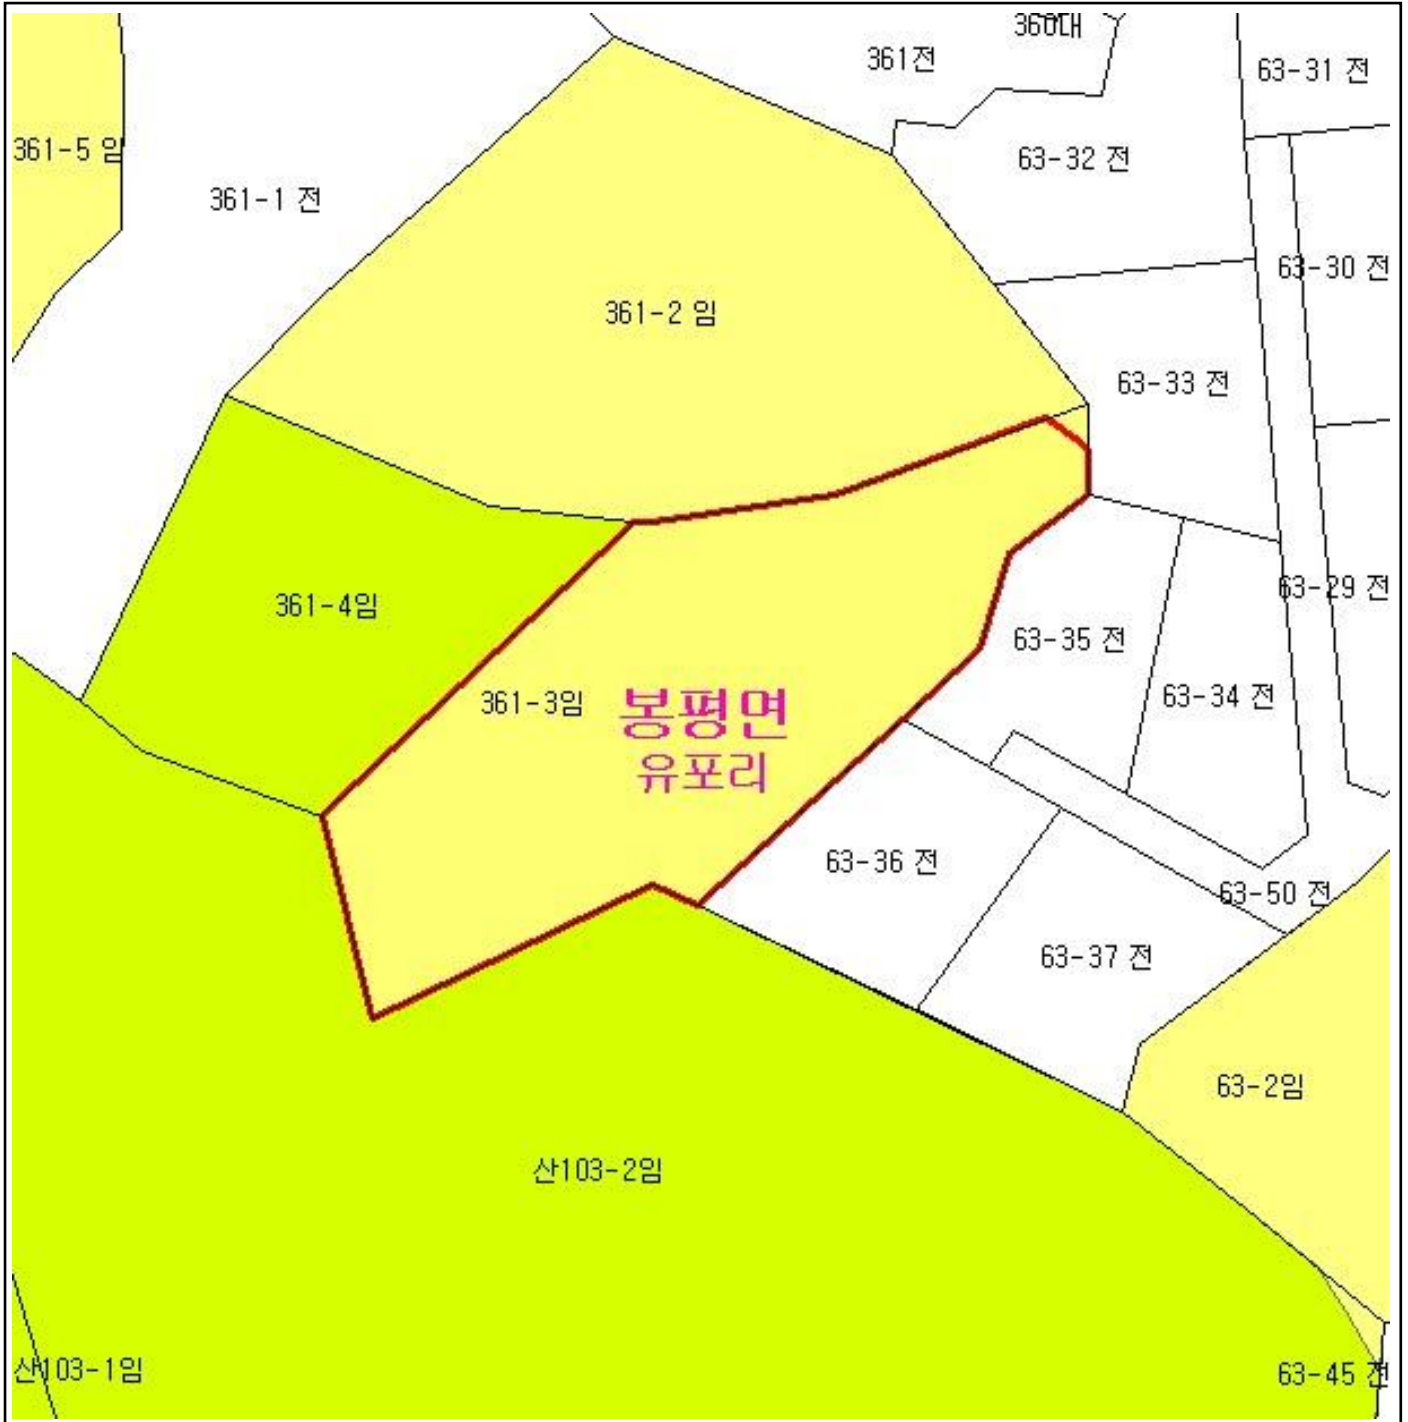 360대
361전
63-31 전
361-5 임
63-32 전
361-1 전
63-30 전
361-2 임
63-33 전
63-29 전
361-4임
63-35 전
63-34 전
361-3임
봉평면
유포리
63-36 전
63-50 전
63-37 전
63-2임
산103-2임
산103-1임
63-45 전